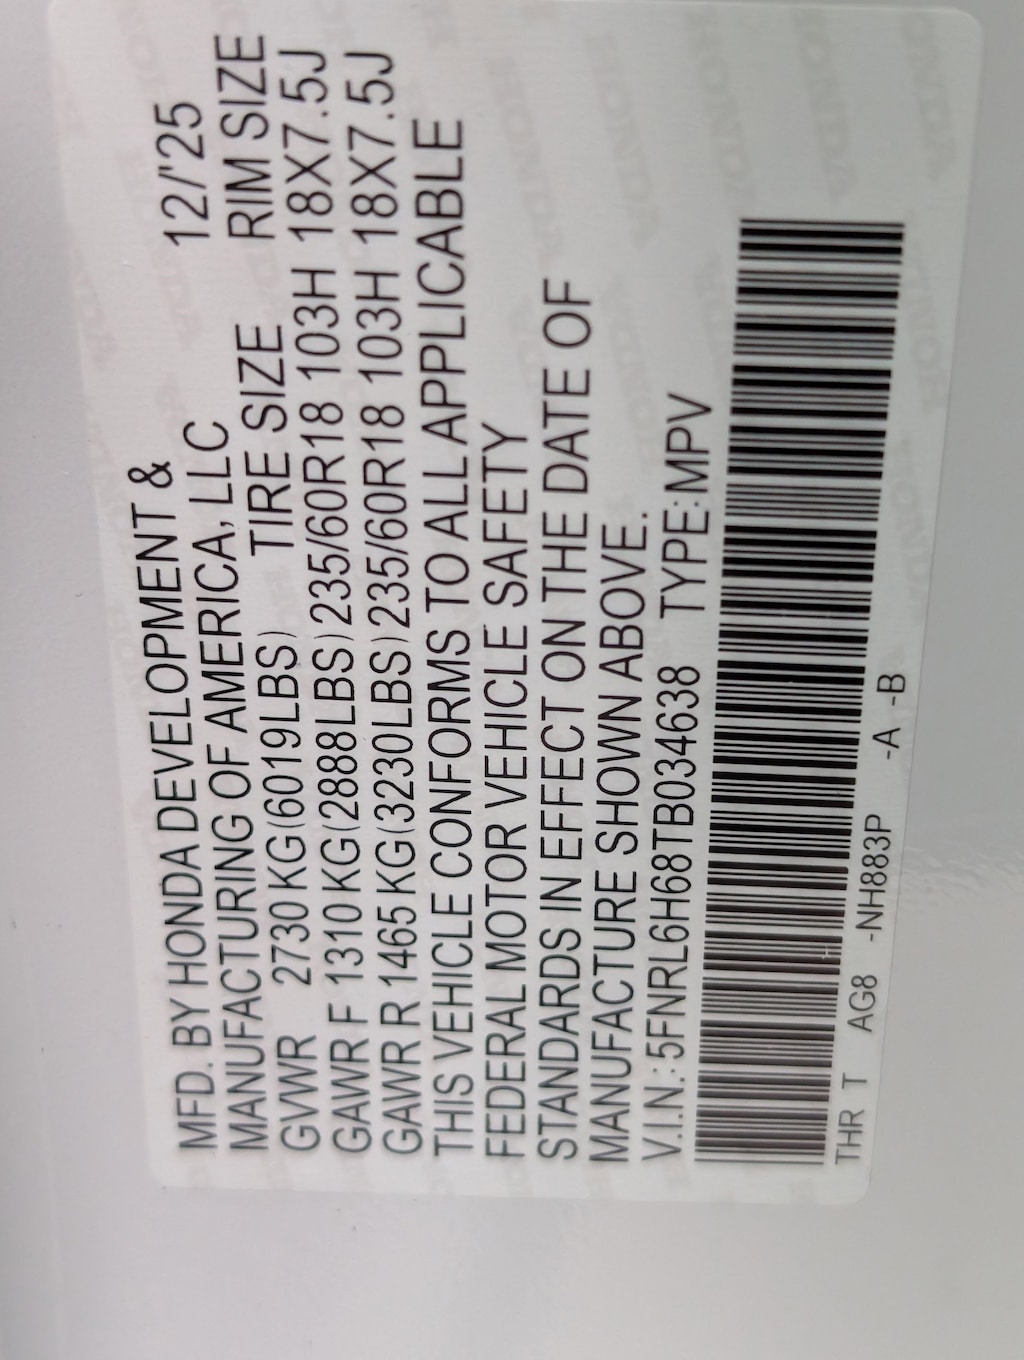 MFD. BY HONDA DEVELOPMENT &
MANUFACTURING OF AMERICA, LLC 12/'25
GVWR 2730 KG (6019LBS) TIRE SIZE RIM SIZE
GAWR F 1310 KG (2888LBS) 235/60R18 103H 18X7.5J
GAWR R 1465 KG (3230LBS) 235/60R18 103H 18X7.5J
THIS VEHICLE CONFORMS TO ALL APPLICABLE
FEDERAL MOTOR VEHICLE SAFETY
STANDARDS IN EFFECT ON THE DATE OF
MANUFACTURE SHOWN ABOVE.
V.I.N.: 5FNRL6H68TB034638 TYPE:MPV
THR T AG8 -NH883P -A -B